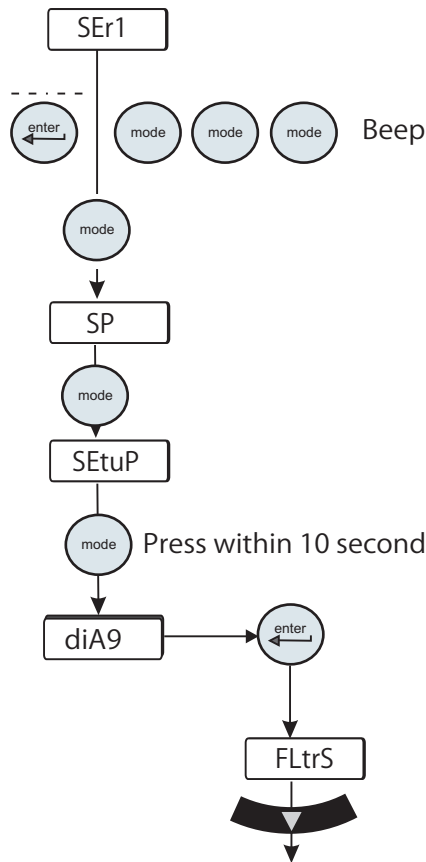 SEr1
enter
mode mode mode Beep
mode
SP
mode
SEtuP
mode Press within 10 second
diA9
enter
FLtrS